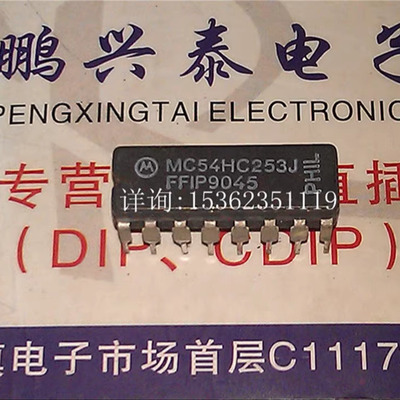 鹏兴泰电子
PENGXINGTAI ELECTRONIC
MC54HC253J
FFIP9045
PHIL
详询:15362351119
专营 直插
(DIP、CDIP)
电子市场首层C1117